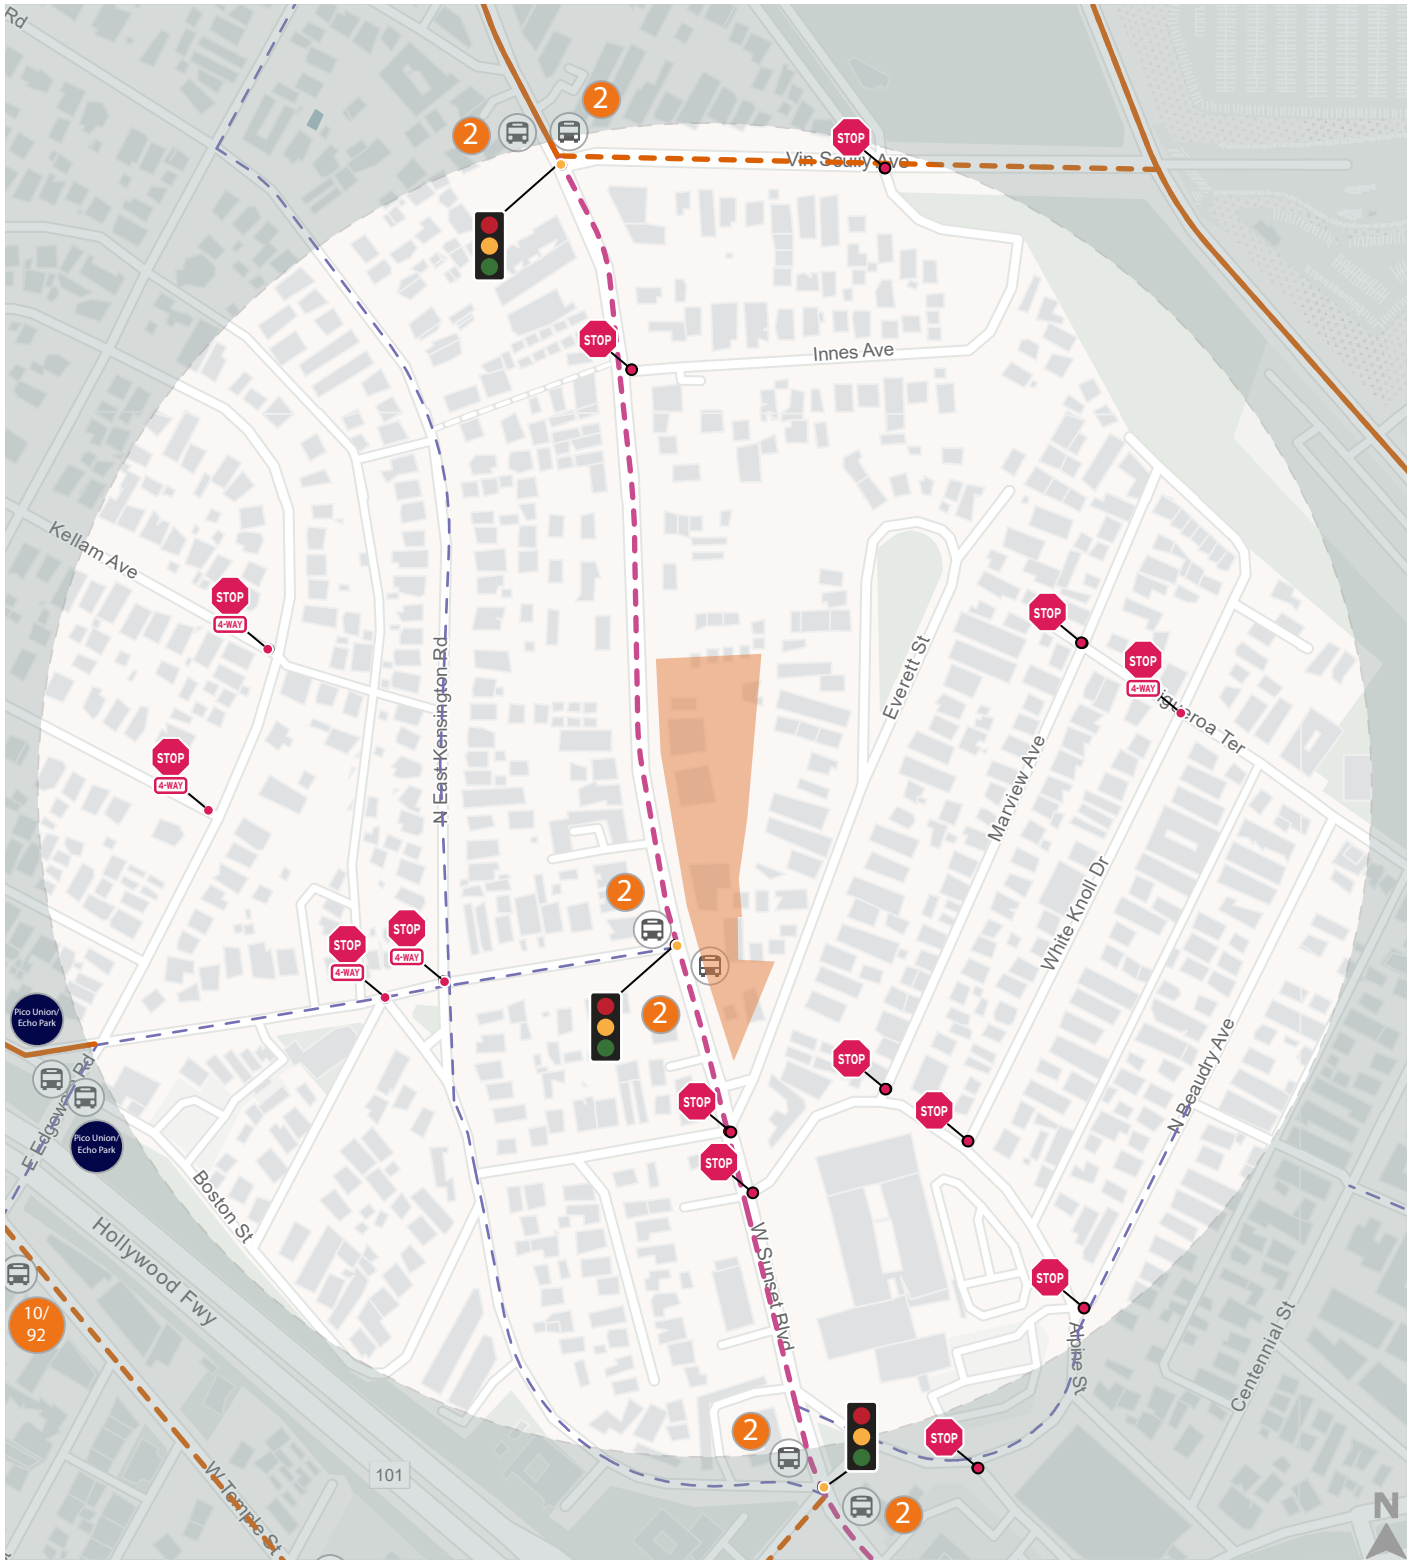 Rd
2
2
STOP
Vin Scully Ave
STOP
Innes Ave
Kellam Ave
STOP
4-WAY
STOP
STOP
4-WAY
igueroa Ter
Everett St
N East Kensington Rd
STOP
4-WAY
Marview Ave
White Knoll Dr
2
STOP
4-WAY
STOP
4-WAY
2
Pico Union/
Echo Park
E Edgeware Rd
Pico Union/
Echo Park
STOP
STOP
STOP
N Beaudry Ave
STOP
Boston St
Hollywood Fwy
W Sunset Blvd
STOP
10/
92
Alpine St
Centennial St
2
STOP
101
W Temple St
2
N